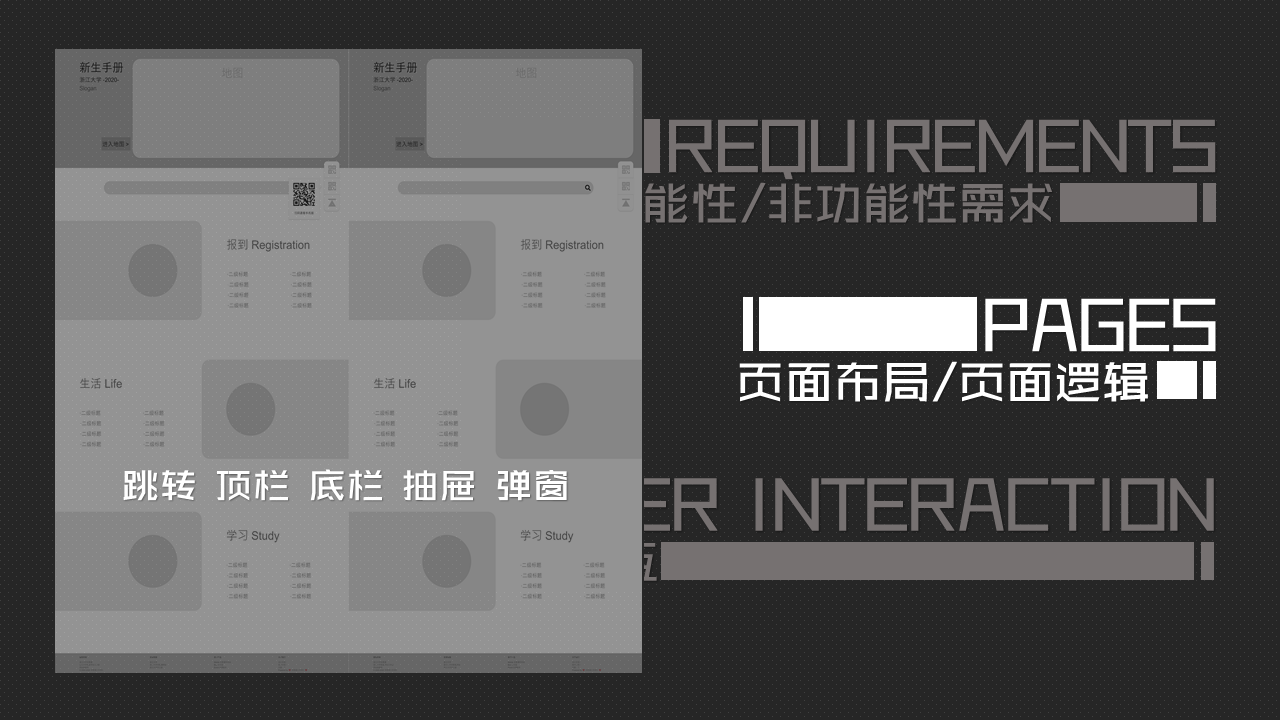 新生手册
浙江大学 -2020-
Slogan
地图
进入地图 >
新生手册
浙江大学 -2020-
Slogan
地图
进入地图 >
报到 Registration
·二级标题 ·二级标题
·二级标题 ·二级标题
·二级标题 ·二级标题
·二级标题 ·二级标题
报到 Registration
·二级标题 ·二级标题
·二级标题 ·二级标题
·二级标题 ·二级标题
·二级标题 ·二级标题
生活 Life
·二级标题 ·二级标题
·二级标题 ·二级标题
·二级标题 ·二级标题
·二级标题 ·二级标题
生活 Life
·二级标题 ·二级标题
·二级标题 ·二级标题
·二级标题 ·二级标题
·二级标题 ·二级标题
跳转 顶栏 底栏 抽屉 弹窗
学习 Study
·二级标题 ·二级标题
·二级标题 ·二级标题
·二级标题 ·二级标题
·二级标题 ·二级标题
学习 Study
·二级标题 ·二级标题
·二级标题 ·二级标题
·二级标题 ·二级标题
·二级标题 ·二级标题
REQUIREMENTS
能性/非功能性需求
PAGES
页面布局/页面逻辑
ER INTERACTION